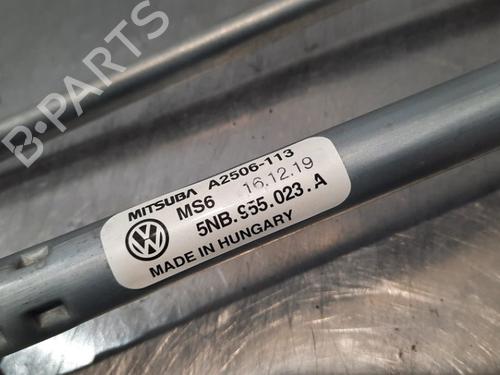 B-PARTS
MITSUBA A2506-113
MS6 16.12.19
5NB.955.023.A
MADE IN HUNGARY